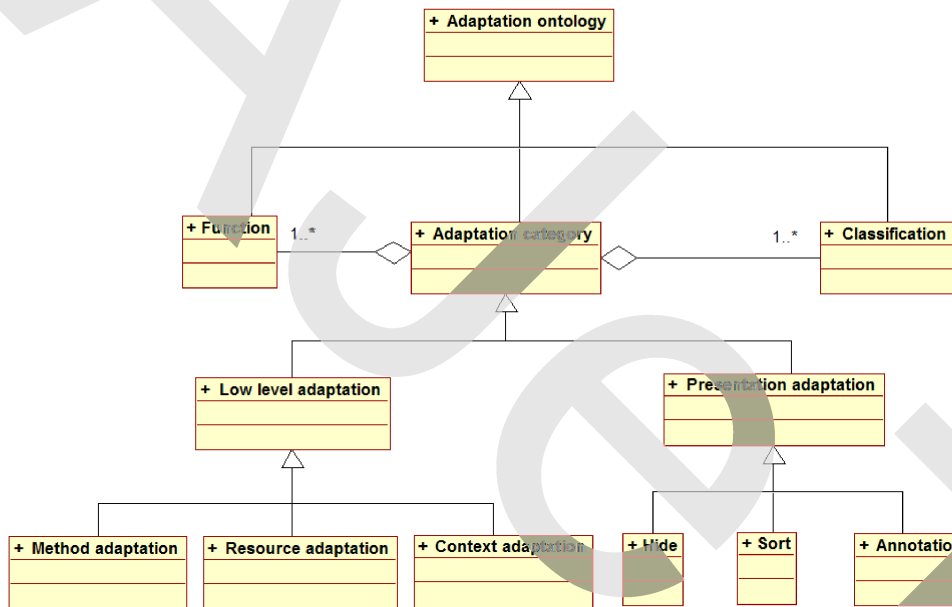 + Adaptation ontology
+ Function
1..*
+ Adaptation category
1..*
+ Classification
+ Low level adaptation
+ Presentation adaptation
+ Method adaptation
+ Resource adaptation
+ Context adaptation
+ Hide
+ Sort
+ Annotatio